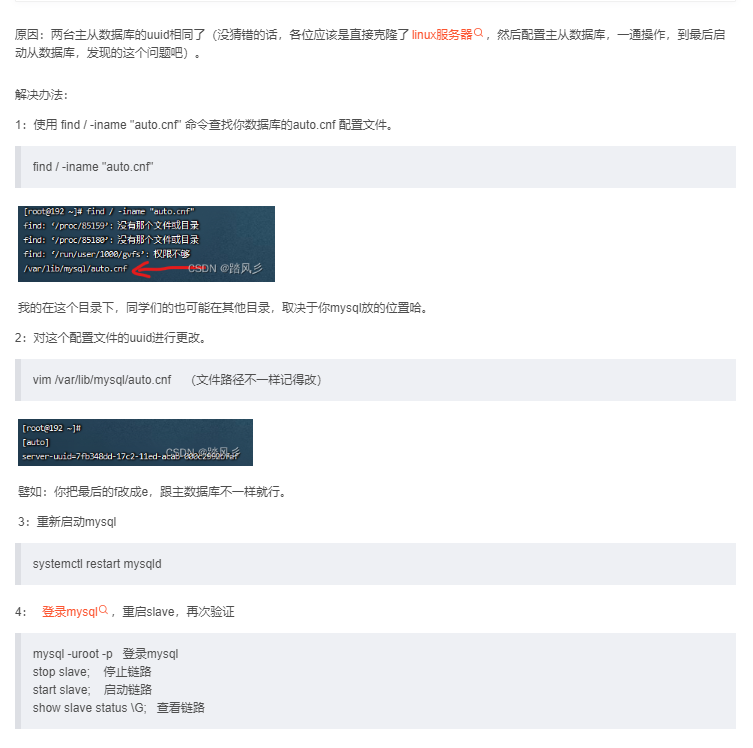 原因：两台主从数据库的uuid相同了（没猜错的话，各位应该是直接克隆了linux服务器，然后配置主从数据库，一通操作，到最后启
动从数据库，发现的这个问题吧）。
解决办法：
1：使用 find / -iname "auto.cnf" 命令查找你数据库的auto.cnf 配置文件。
find / -iname "auto.cnf"
[root@192 ~]# find / -iname "auto.cnf"
find: ‘/proc/85159’: 没有那个文件或目录
find: ‘/proc/85180’: 没有那个文件或目录
find: ‘/run/user/1000/gvfs’: 权限不够
/var/lib/mysql/auto.cnf
CSDN @踏风彡
我的在这个目录下，同学们的也可能在其他目录，取决于你mysql放的位置哈。
2：对这个配置文件的uuid进行更改。
vim /var/lib/mysql/auto.cnf （文件路径不一样记得改）
[root@192 ~]#
[auto]
CSDN @踏风彡
server-uuid=7fb348dd-17c2-11ed-
譬如：你把最后的f改成e，跟主数据库不一样就行。
3：重新启动mysql
systemctl restart mysqld
4： 登录mysql，重启slave，再次验证
mysql -uroot -p 登录mysql
stop slave; 停止链路
start slave; 启动链路
show slave status \G; 查看链路